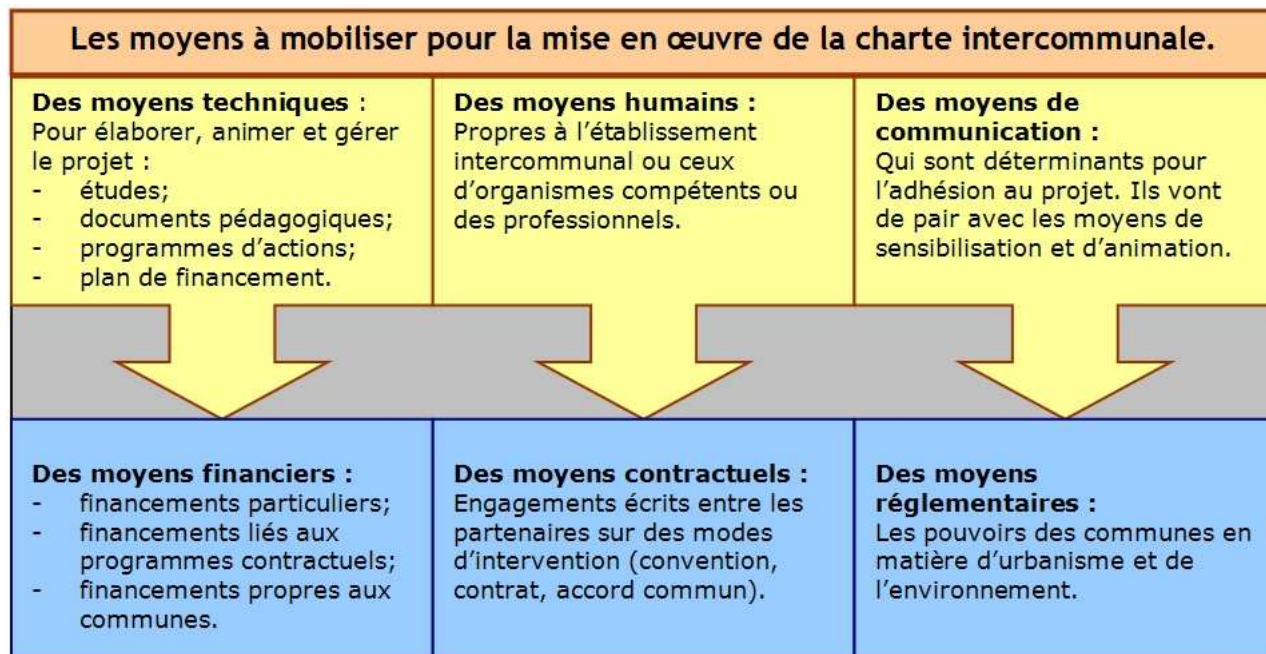 Les moyens à mobiliser pour la mise en œuvre de la charte intercommunale.
Des moyens techniques :
Pour élaborer, animer et gérer
le projet :
- études;
- documents pédagogiques;
- programmes d’actions;
- plan de financement.
Des moyens humains :
Propres à l’établissement
intercommunal ou ceux
d’organismes compétents ou
des professionnels.
Des moyens de
communication :
Qui sont déterminants pour
l’adhésion au projet. Ils vont
de pair avec les moyens de
sensibilisation et d’animation.
Des moyens financiers :
- financements particuliers;
- financements liés aux
programmes contractuels;
- financements propres aux
communes.
Des moyens contractuels :
Engagements écrits entre les
partenaires sur des modes
d’intervention (convention,
contrat, accord commun).
Des moyens
réglementaires :
Les pouvoirs des communes en
matière d’urbanisme et de
l’environnement.